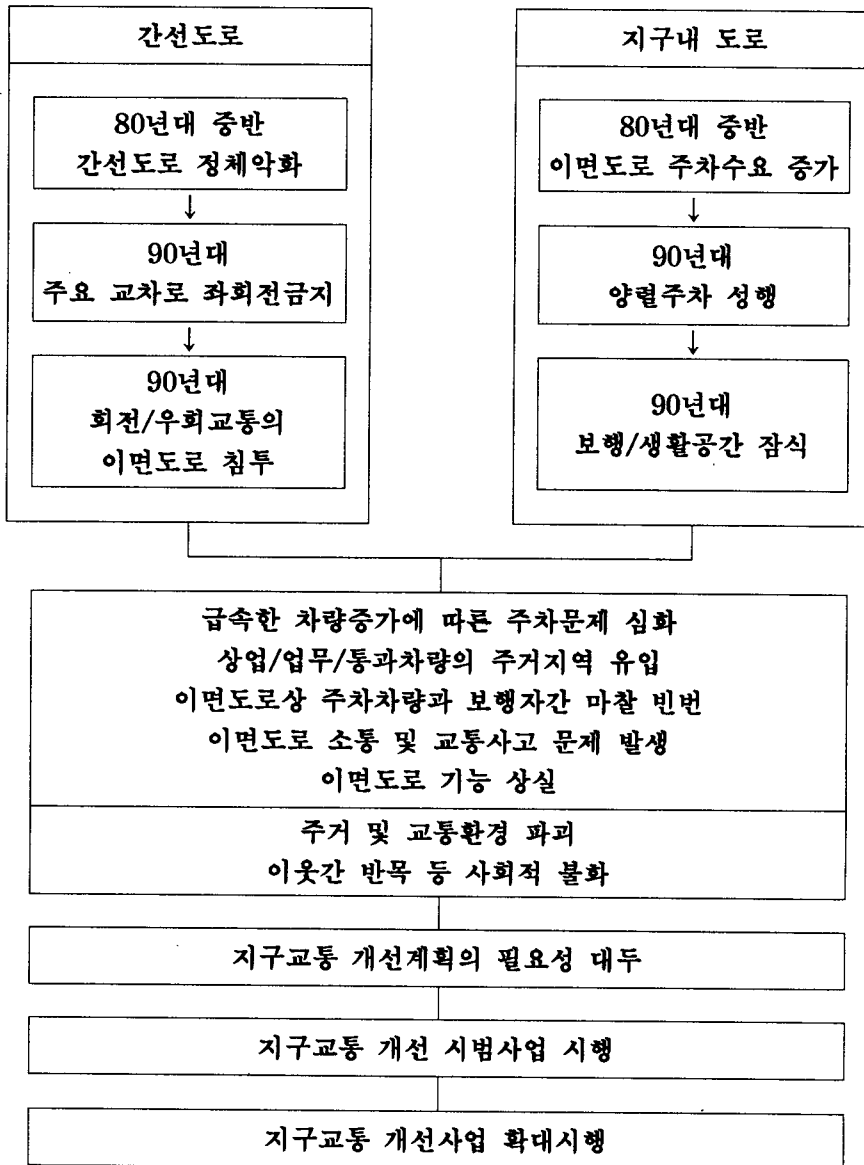 간선도로
80년대 중반
간선도로 정체악화
↓
90년대
주요 교차로 좌회전금지
↓
90년대
회전/우회교통의
이면도로 침투
지구내 도로
80년대 중반
이면도로 주차수요 증가
↓
90년대
양렬주차 성행
↓
90년대
보행/생활공간 잠식
급속한 차량증가에 따른 주차문제 심화
상업/업무/통과차량의 주거지역 유입
이면도로상 주차차량과 보행자간 마찰 빈번
이면도로 소통 및 교통사고 문제 발생
이면도로 기능 상실
주거 및 교통환경 파괴
이웃간 반목 등 사회적 불화
지구교통 개선계획의 필요성 대두
지구교통 개선 시범사업 시행
지구교통 개선사업 확대시행